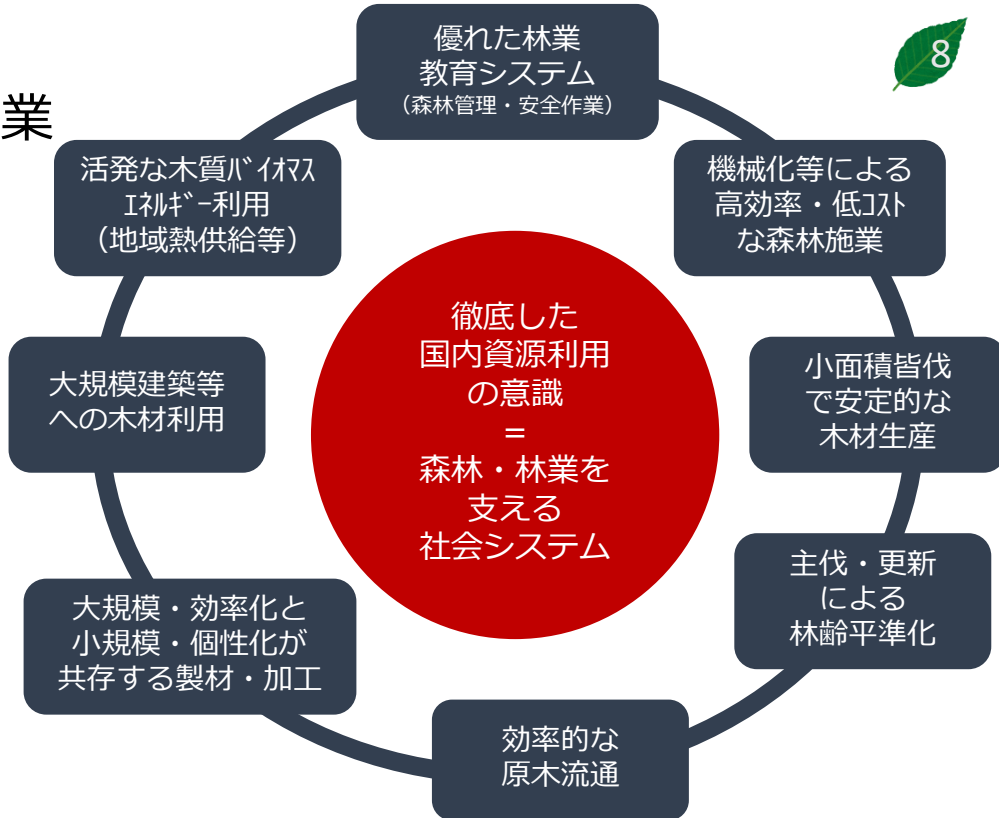 業
8
優れた林業
教育システム
（森林管理・安全作業）
機械化等による
高効率・低ｺｽﾄ
な森林施業
小面積皆伐
で安定的な
木材生産
主伐・更新
による
林齢平準化
効率的な
原木流通
大規模・効率化と
小規模・個性化が
共存する製材・加工
大規模建築等
への木材利用
活発な木質ﾊﾞｲｵﾏｽ
ｴﾈﾙｷﾞｰ利用
（地域熱供給等）
徹底した
国内資源利用
の意識
=
森林・林業を
支える
社会システム